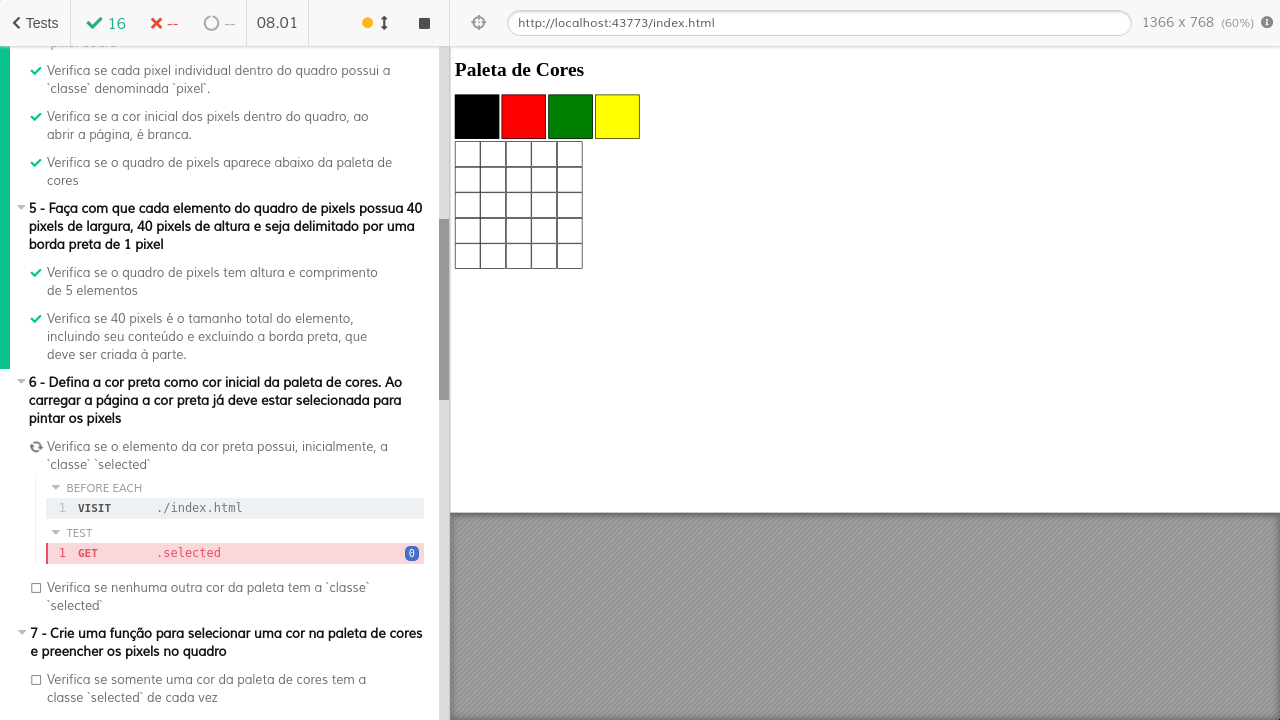 Tests
16
--
--
08.01
http://localhost:43773/index.html
1366 x 768 (60%)
Verifica se cada pixel individual dentro do quadro possui a
`classe` denominada `pixel`.
Verifica se a cor inicial dos pixels dentro do quadro, ao
abrir a página, é branca.
Verifica se o quadro de pixels aparece abaixo da paleta de
cores
5 - Faça com que cada elemento do quadro de pixels possua 40
pixels de largura, 40 pixels de altura e seja delimitado por uma
borda preta de 1 pixel
Verifica se o quadro de pixels tem altura e comprimento
de 5 elementos
Verifica se 40 pixels é o tamanho total do elemento,
incluindo seu conteúdo e excluindo a borda preta, que
deve ser criada à parte.
6 - Defina a cor preta como cor inicial da paleta de cores. Ao
carregar a página a cor preta já deve estar selecionada para
pintar os pixels
Verifica se o elemento da cor preta possui, inicialmente, a
`classe` `selected`
BEFORE EACH
1 VISIT ./index.html
TEST
1 GET .selected 0
Verifica se nenhuma outra cor da paleta tem a `classe`
`selected`
7 - Crie uma função para selecionar uma cor na paleta de cores
e preencher os pixels no quadro
Verifica se somente uma cor da paleta de cores tem a
classe `selected` de cada vez
Paleta de Cores